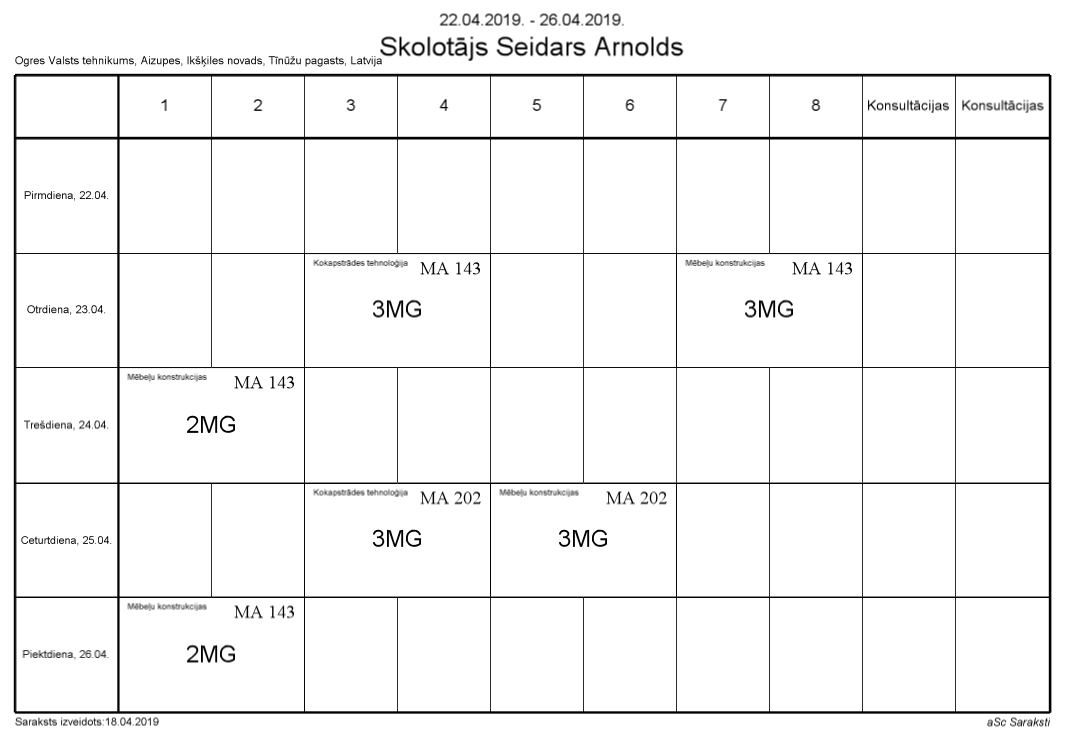 22.04.2019. - 26.04.2019.
Skolotājs Seidars Arnolds
Ogres Valsts tehnikums, Aizupes, Ikšķiles novads, Tīnūžu pagasts, Latvija
1 2 3 4 5 6 7 8 Konsultācijas Konsultācijas
Pirmdiena, 22.04.
Kokapstrādes tehnoloģija MA 143 Mēbeļu konstrukcijas MA 143
Otrdiena, 23.04. 3MG 3MG
Mēbeļu konstrukcijas MA 143
Trešdiena, 24.04. 2MG
Kokapstrādes tehnoloģija MA 202 Mēbeļu konstrukcijas MA 202
Ceturtdiena, 25.04. 3MG 3MG
Mēbeļu konstrukcijas MA 143
Piektdiena, 26.04. 2MG
Saraksts izveidots:18.04.2019 aSc Saraksti